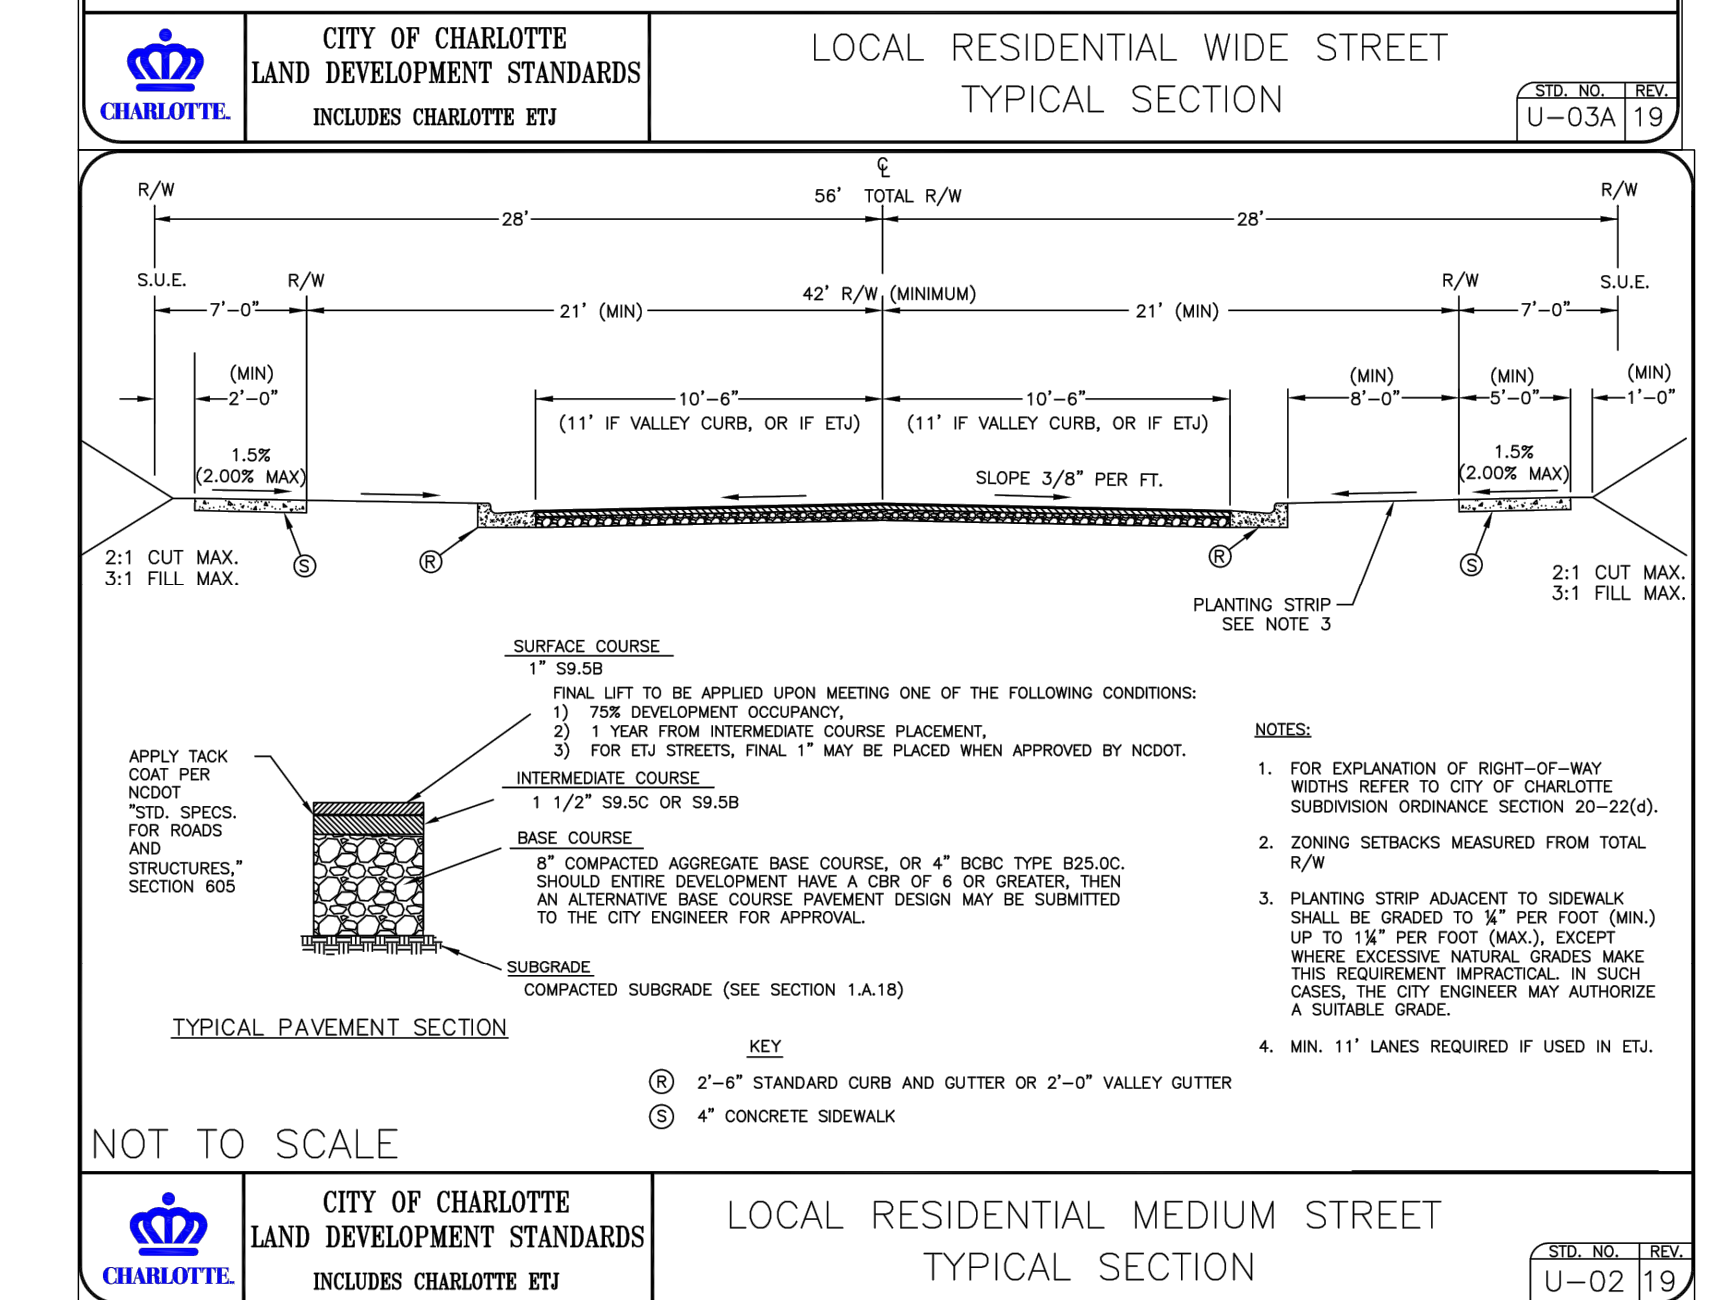 CITY OF CHARLOTTE
LAND DEVELOPMENT STANDARDS
INCLUDES CHARLOTTE ETJ
CHARLOTTE™
LOCAL RESIDENTIAL WIDE STREET
TYPICAL SECTION
STD. NO. REV.
U-03A 19
℄
R/W 56' TOTAL R/W R/W
28' 28'
S.U.E. R/W 42' R/W (MINIMUM) R/W S.U.E.
7'-0" 21' (MIN) 21' (MIN) 7'-0"
(MIN) (MIN) (MIN) (MIN)
2'-0" 10'-6" 10'-6" 8'-0" 5'-0" 1'-0"
(11' IF VALLEY CURB, OR IF ETJ) (11' IF VALLEY CURB, OR IF ETJ)
1.5% 1.5%
(2.00% MAX) SLOPE 3/8" PER FT. (2.00% MAX)
S R R S
2:1 CUT MAX. 2:1 CUT MAX.
3:1 FILL MAX. 3:1 FILL MAX.
PLANTING STRIP
SEE NOTE 3
SURFACE COURSE
1" S9.5B
FINAL LIFT TO BE APPLIED UPON MEETING ONE OF THE FOLLOWING CONDITIONS:
1) 75% DEVELOPMENT OCCUPANCY,
2) 1 YEAR FROM INTERMEDIATE COURSE PLACEMENT,
3) FOR ETJ STREETS, FINAL 1" MAY BE PLACED WHEN APPROVED BY NCDOT.
INTERMEDIATE COURSE
1 1/2" S9.5C OR S9.5B
BASE COURSE
8" COMPACTED AGGREGATE BASE COURSE, OR 4" BCBC TYPE B25.0C.
SHOULD ENTIRE DEVELOPMENT HAVE A CBR OF 6 OR GREATER, THEN
AN ALTERNATIVE BASE COURSE PAVEMENT DESIGN MAY BE SUBMITTED
TO THE CITY ENGINEER FOR APPROVAL.
SUBGRADE
COMPACTED SUBGRADE (SEE SECTION 1.A.18)
APPLY TACK
COAT PER
NCDOT
"STD. SPECS.
FOR ROADS
AND
STRUCTURES,"
SECTION 605
TYPICAL PAVEMENT SECTION
NOTES:
1. FOR EXPLANATION OF RIGHT-OF-WAY
WIDTHS REFER TO CITY OF CHARLOTTE
SUBDIVISION ORDINANCE SECTION 20-22(d).
2. ZONING SETBACKS MEASURED FROM TOTAL
R/W
3. PLANTING STRIP ADJACENT TO SIDEWALK
SHALL BE GRADED TO ¼" PER FOOT (MIN.)
UP TO 1¼" PER FOOT (MAX.), EXCEPT
WHERE EXCESSIVE NATURAL GRADES MAKE
THIS REQUIREMENT IMPRACTICAL. IN SUCH
CASES, THE CITY ENGINEER MAY AUTHORIZE
A SUITABLE GRADE.
4. MIN. 11' LANES REQUIRED IF USED IN ETJ.
KEY
R 2'-6" STANDARD CURB AND GUTTER OR 2'-0" VALLEY GUTTER
S 4" CONCRETE SIDEWALK
NOT TO SCALE
CITY OF CHARLOTTE
LAND DEVELOPMENT STANDARDS
INCLUDES CHARLOTTE ETJ
CHARLOTTE™
LOCAL RESIDENTIAL MEDIUM STREET
TYPICAL SECTION
STD. NO. REV.
U-02 19